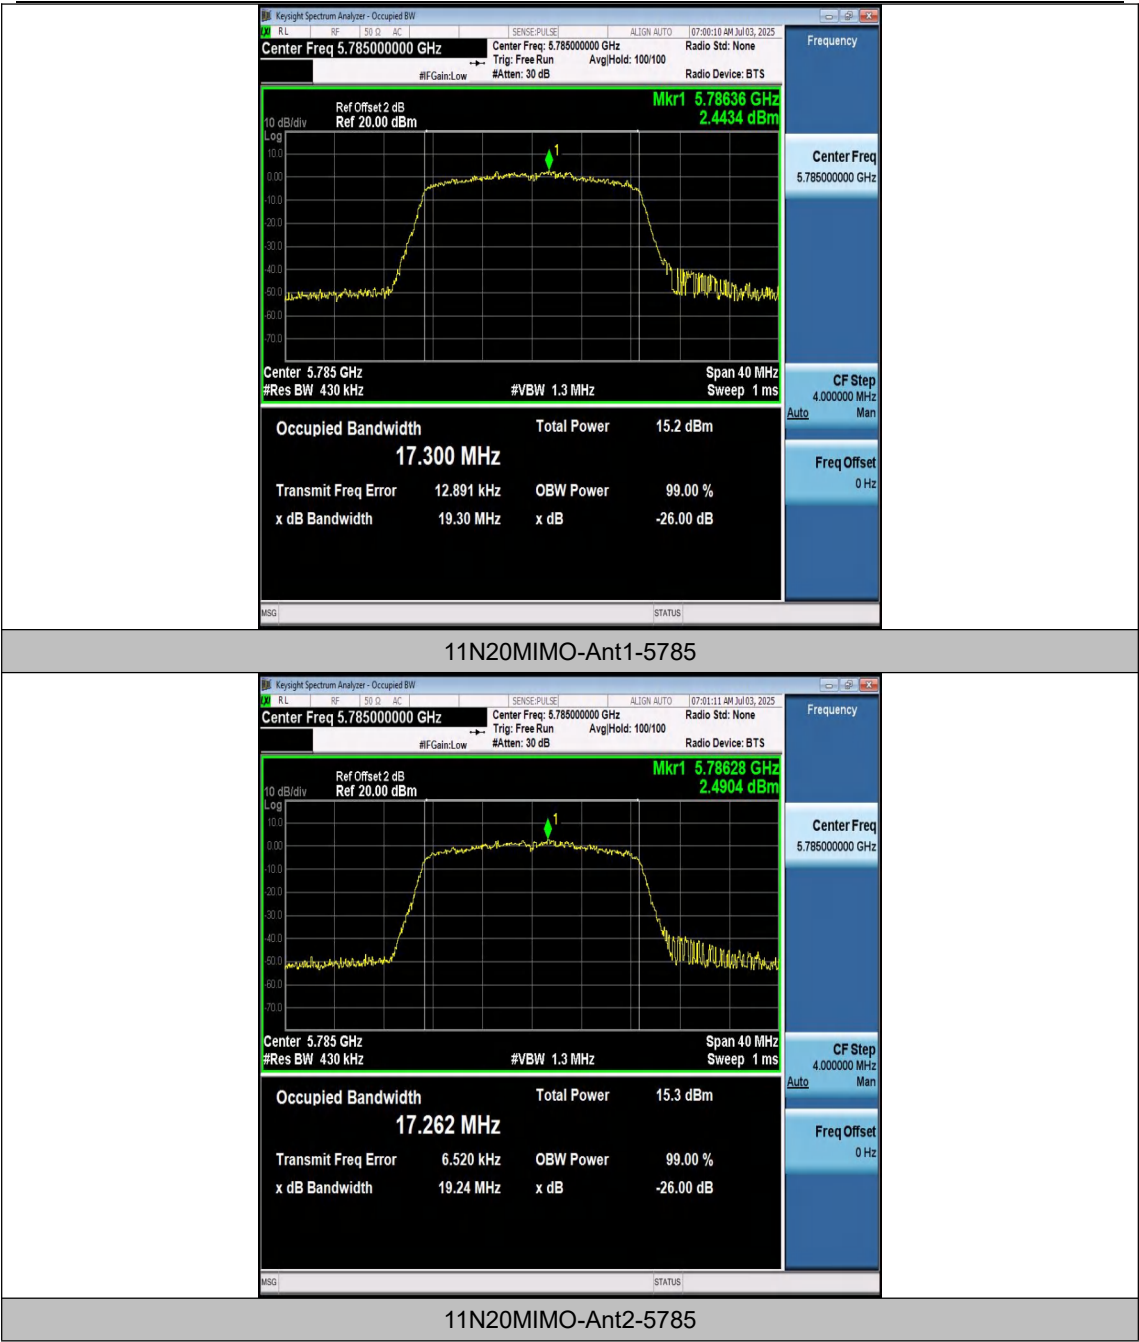 Keysight Spectrum Analyzer - Occupied BW
RL RF 50 Ω AC SENSE:PULSE ALIGN AUTO 07:00:10 AM Jul 03, 2025
Center Freq 5.785000000 GHz
Center Freq: 5.785000000 GHz Radio Std: None
Trig: Free Run Avg|Hold: 100/100
#IFGain:Low #Atten: 30 dB Radio Device: BTS
Frequency
Mkr1 5.78636 GHz
2.4434 dBm
Ref Offset 2 dB
10 dB/div Ref 20.00 dBm
Log
10.0
0.00
-10.0
-20.0
-30.0
-40.0
-50.0
-60.0
-70.0
1
Center Freq
5.785000000 GHz
Center 5.785 GHz Span 40 MHz
#Res BW 430 kHz #VBW 1.3 MHz Sweep 1 ms
CF Step
4.000000 MHz
Auto Man
Occupied Bandwidth Total Power 15.2 dBm
17.300 MHz
Transmit Freq Error 12.891 kHz OBW Power 99.00 %
x dB Bandwidth 19.30 MHz x dB -26.00 dB
Freq Offset
0 Hz
MSG STATUS
11N20MIMO-Ant1-5785
Keysight Spectrum Analyzer - Occupied BW
RL RF 50 Ω AC SENSE:PULSE ALIGN AUTO 07:01:11 AM Jul 03, 2025
Center Freq 5.785000000 GHz
Center Freq: 5.785000000 GHz Radio Std: None
Trig: Free Run Avg|Hold: 100/100
#IFGain:Low #Atten: 30 dB Radio Device: BTS
Frequency
Mkr1 5.78628 GHz
2.4904 dBm
Ref Offset 2 dB
10 dB/div Ref 20.00 dBm
Log
10.0
0.00
-10.0
-20.0
-30.0
-40.0
-50.0
-60.0
-70.0
1
Center Freq
5.785000000 GHz
Center 5.785 GHz Span 40 MHz
#Res BW 430 kHz #VBW 1.3 MHz Sweep 1 ms
CF Step
4.000000 MHz
Auto Man
Occupied Bandwidth Total Power 15.3 dBm
17.262 MHz
Transmit Freq Error 6.520 kHz OBW Power 99.00 %
x dB Bandwidth 19.24 MHz x dB -26.00 dB
Freq Offset
0 Hz
MSG STATUS
11N20MIMO-Ant2-5785